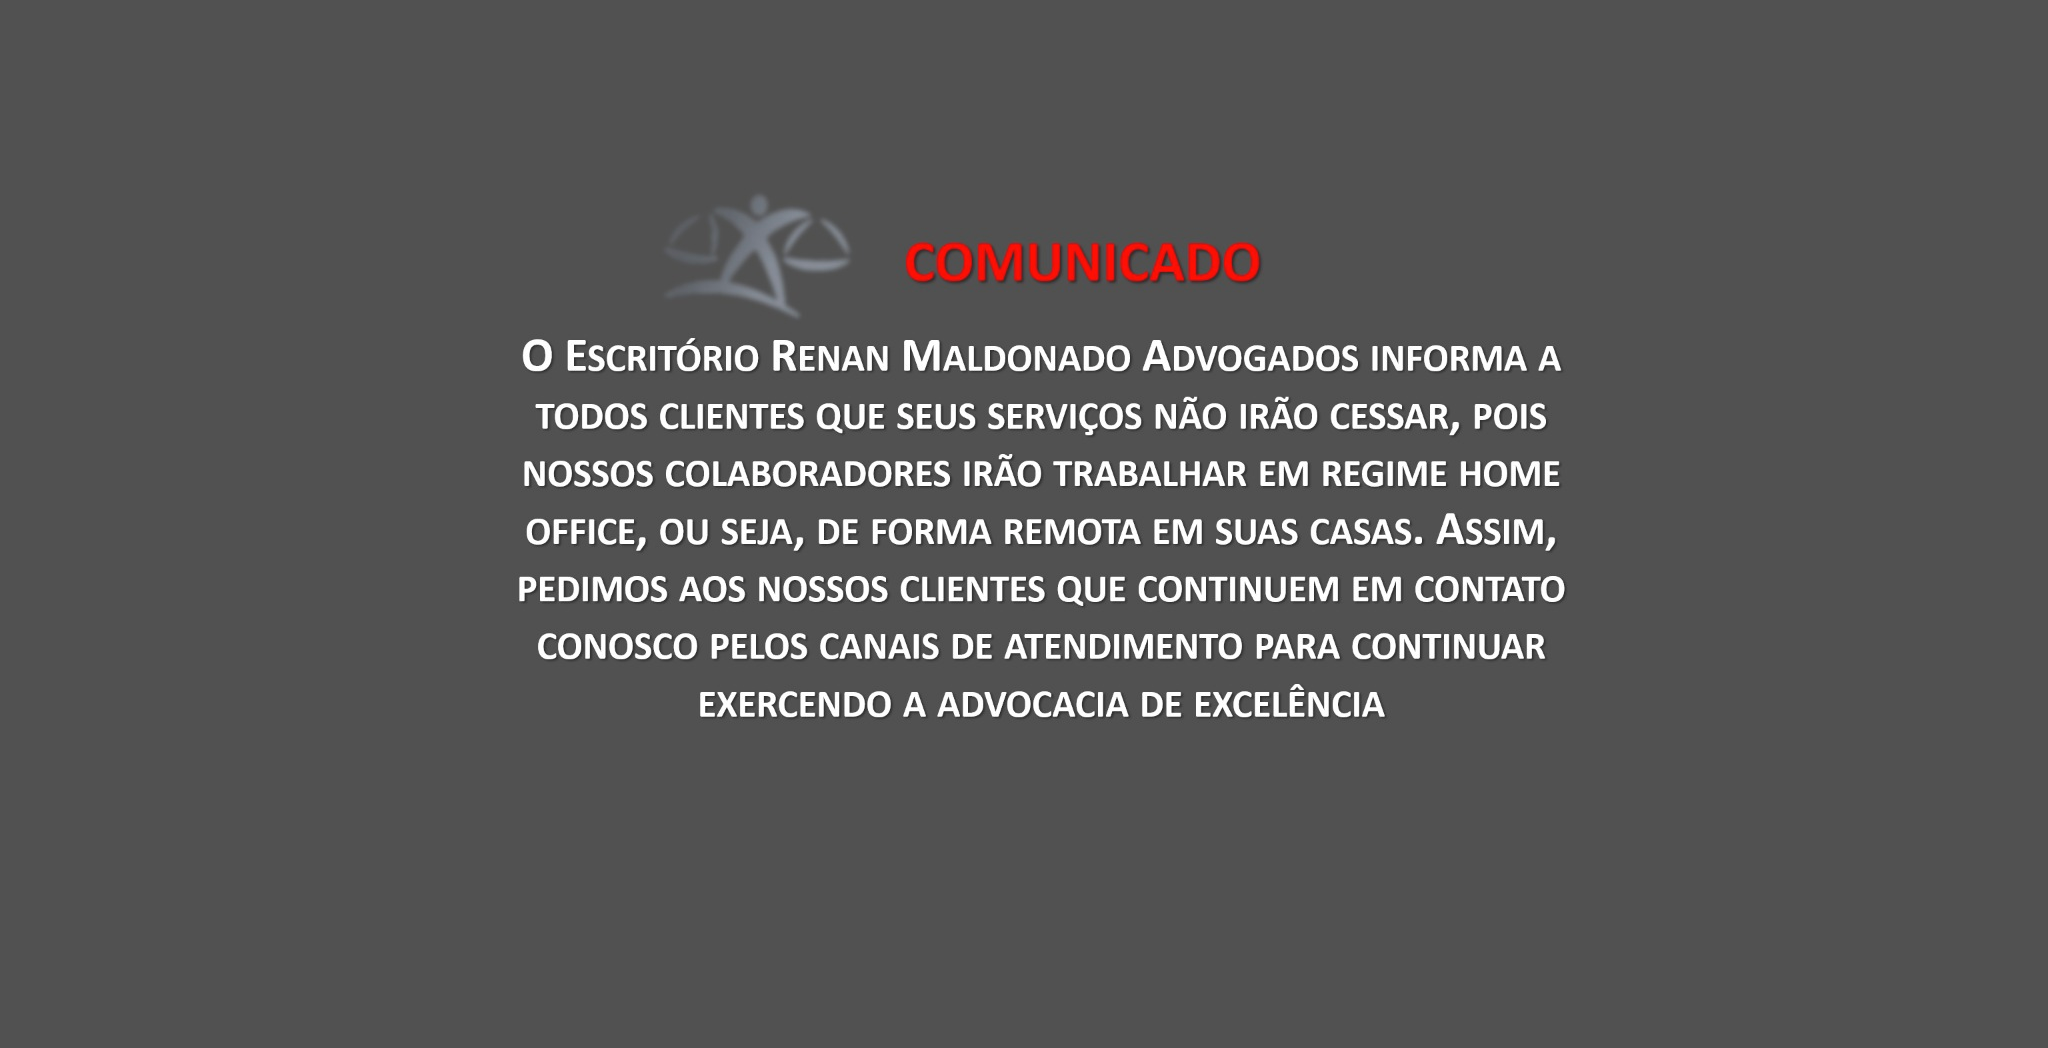 COMUNICADO
O Escritório Renan Maldonado Advogados informa a
todos clientes que seus serviços não irão cessar, pois
nossos colaboradores irão trabalhar em regime home
office, ou seja, de forma remota em suas casas. Assim,
pedimos aos nossos clientes que continuem em contato
conosco pelos canais de atendimento para continuar
exercendo a advocacia de excelência